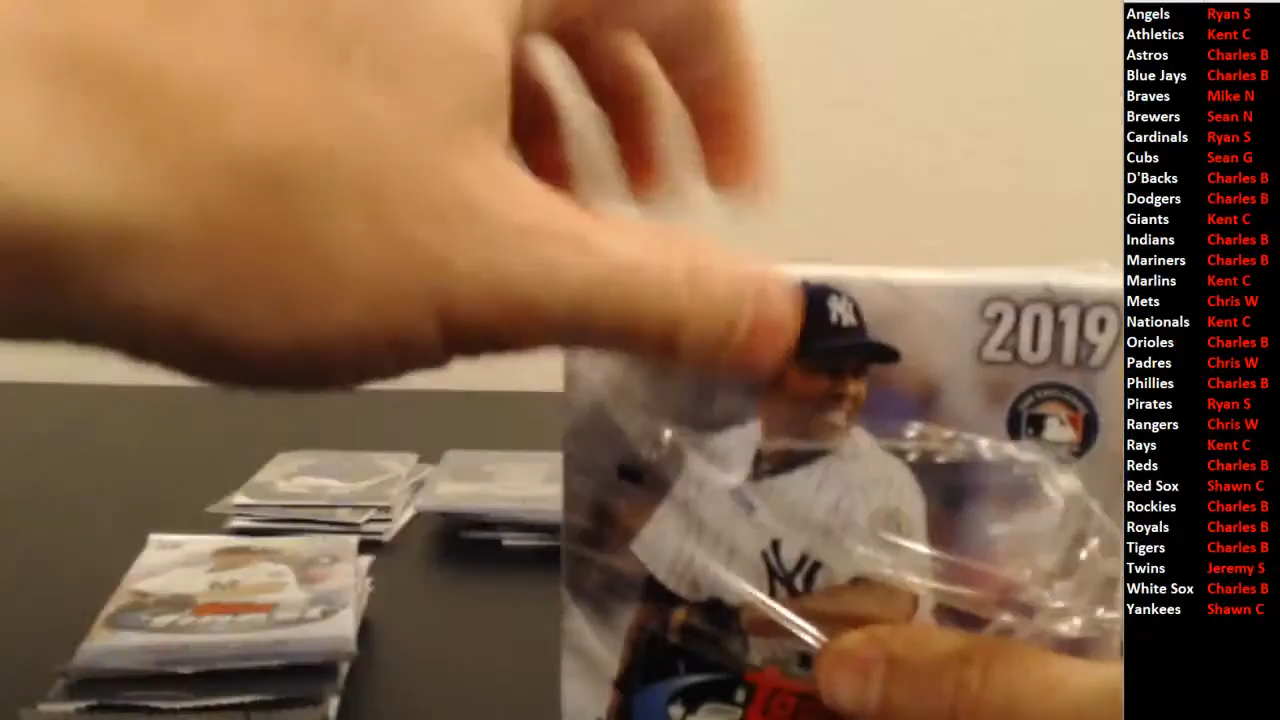 Angels Ryan S
Athletics Kent C
Astros Charles B
Blue Jays Charles B
Braves Mike N
Brewers Sean N
Cardinals Ryan S
Cubs Sean G
D'Backs Charles B
Dodgers Charles B
Giants Kent C
Indians Charles B
Mariners Charles B
Marlins Kent C
Mets Chris W
Nationals Kent C
Orioles Charles B
Padres Chris W
Phillies Charles B
Pirates Ryan S
Rangers Chris W
Rays Kent C
Reds Charles B
Red Sox Shawn C
Rockies Charles B
Royals Charles B
Tigers Charles B
Twins Jeremy S
White Sox Charles B
Yankees Shawn C
2019
NY
NY